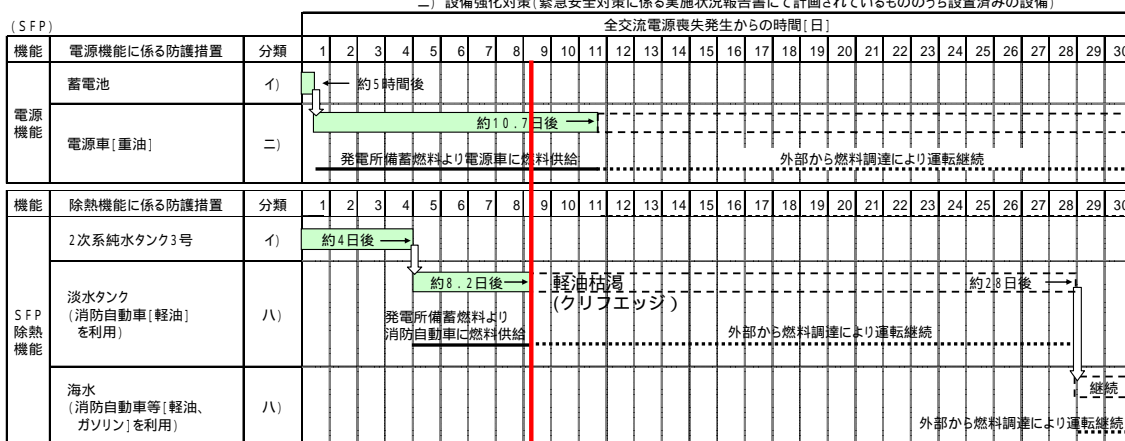 ニ) 設備強化対策(緊急安全対策に係る実施状況報告書にて計画されているもののうち設置済みの設備)
(SFP)
全交流電源喪失発生からの時間[日]
機能 電源機能に係る防護措置 分類 1 2 3 4 5 6 7 8 9 10 11 12 13 14 15 16 17 18 19 20 21 22 23 24 25 26 27 28 29 30
電源
機能
蓄電池 イ) 約5時間後
電源車[重油] ニ) 約10.7日後
発電所備蓄燃料より電源車に燃料供給 外部から燃料調達により運転継続
機能 除熱機能に係る防護措置 分類 1 2 3 4 5 6 7 8 9 10 11 12 13 14 15 16 17 18 19 20 21 22 23 24 25 26 27 28 29 30
SFP
除熱
機能
2次系純水タンク3号 イ) 約4日後
淡水タンク
(消防自動車[軽油]
を利用)
ハ) 約8.2日後 軽油枯渇
(クリフエッジ)
約28日後
発電所備蓄燃料より
消防自動車に燃料供給
外部から燃料調達により運転継続
海水
(消防自動車等[軽油、
ガソリン]を利用)
ハ) 継続
外部から燃料調達により運転継続